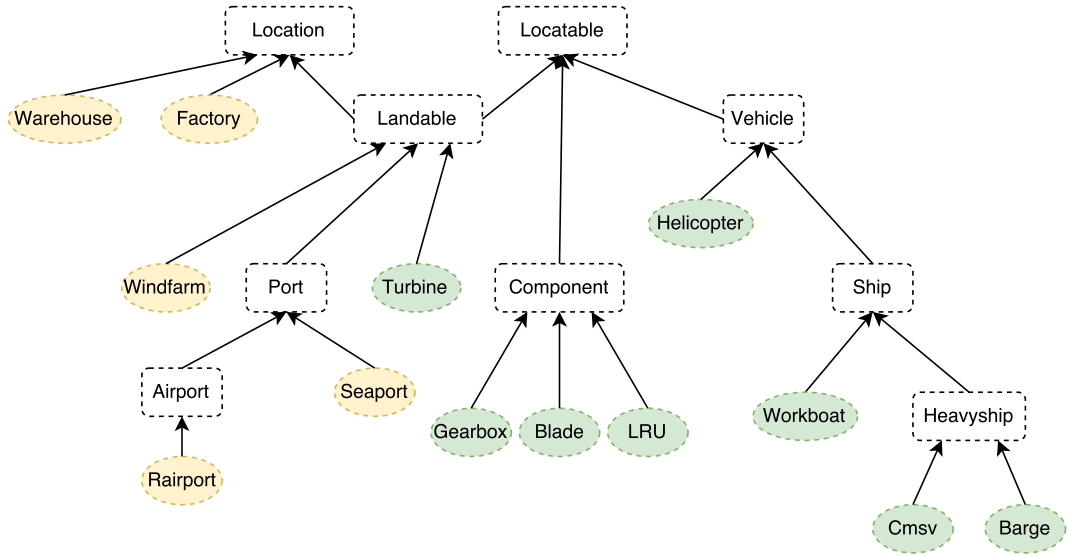 Location
Locatable
Warehouse
Factory
Landable
Vehicle
Helicopter
Windfarm
Port
Turbine
Component
Ship
Airport
Seaport
Gearbox
Blade
LRU
Workboat
Heavyship
Rairport
Cmsv
Barge